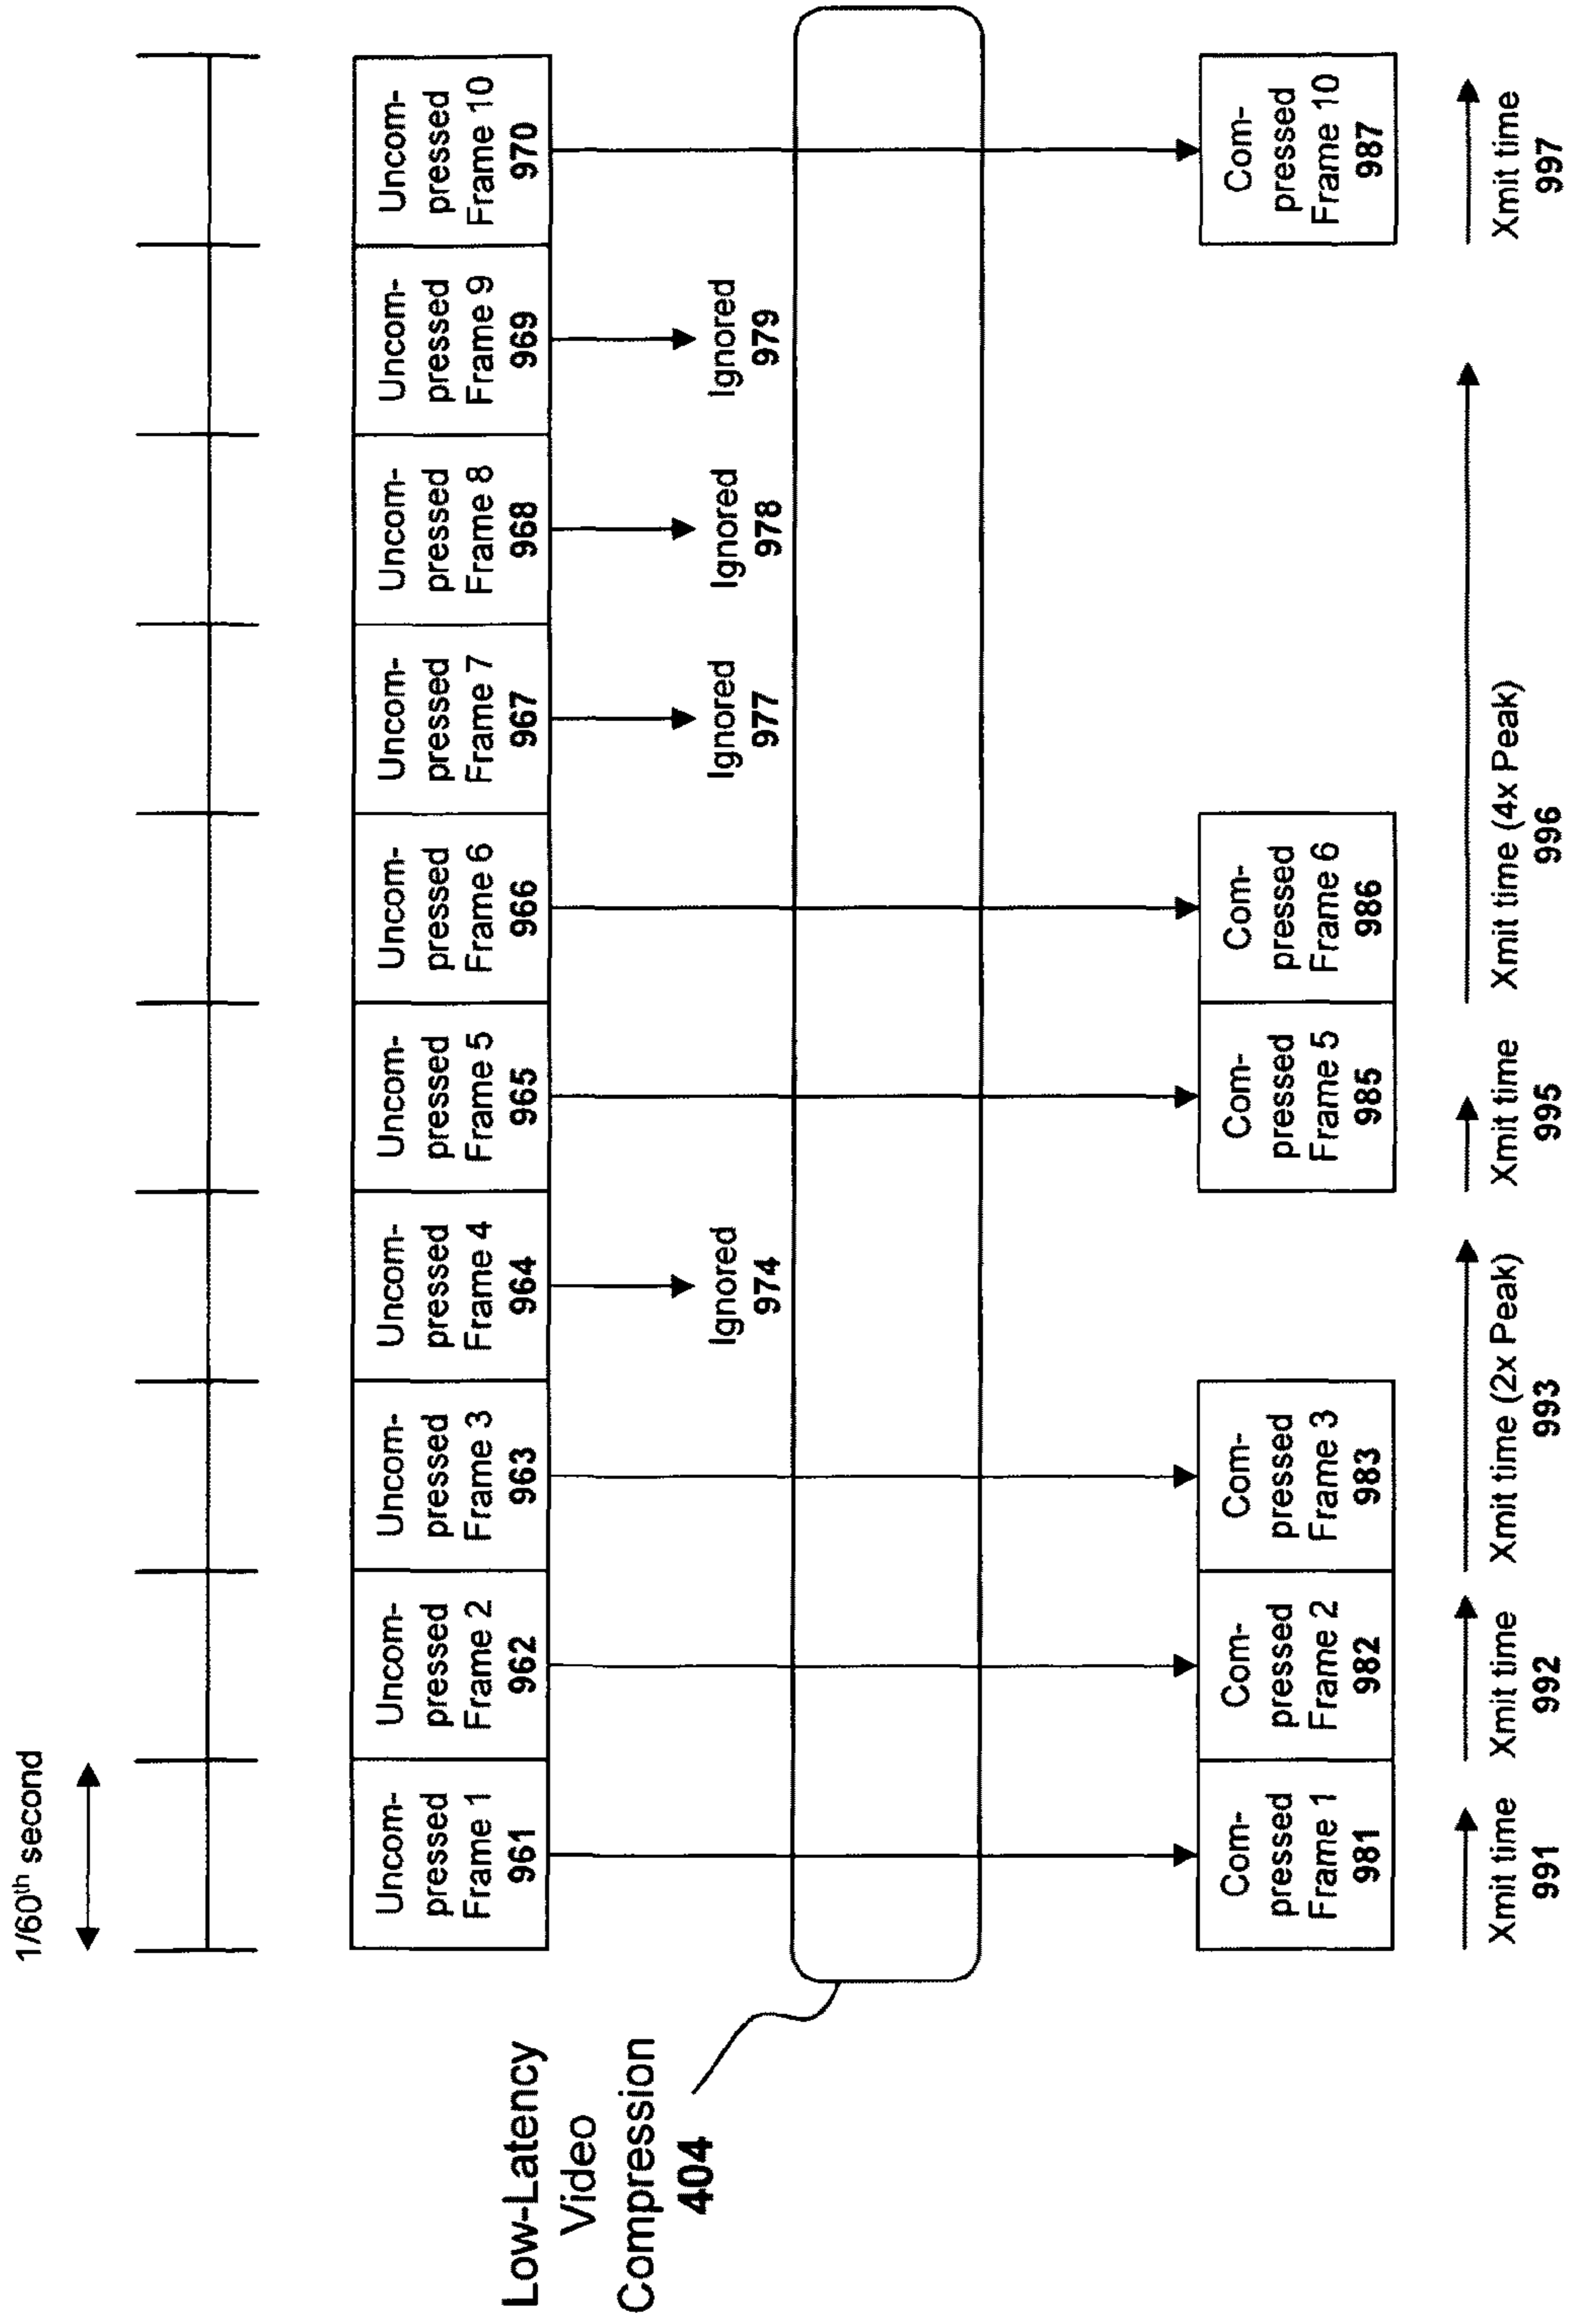 1/60th second
Low-Latency
Video
Compression
404
Uncom-
pressed
Frame 1
961
Uncom-
pressed
Frame 2
962
Uncom-
pressed
Frame 3
963
Uncom-
pressed
Frame 4
964
Uncom-
pressed
Frame 5
965
Uncom-
pressed
Frame 6
966
Uncom-
pressed
Frame 7
967
Uncom-
pressed
Frame 8
968
Uncom-
pressed
Frame 9
969
Uncom-
pressed
Frame 10
970
Ignored
974
Ignored
977
Ignored
978
Ignored
979
Com-
pressed
Frame 1
981
Com-
pressed
Frame 2
982
Com-
pressed
Frame 3
983
Com-
pressed
Frame 5
985
Com-
pressed
Frame 6
986
Com-
pressed
Frame 10
987
Xmit time
991
Xmit time
992
Xmit time (2x Peak)
993
Xmit time
995
Xmit time (4x Peak)
996
Xmit time
997